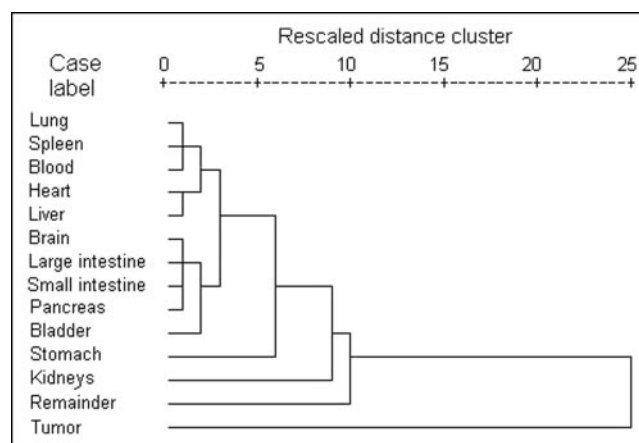 Rescaled distance cluster
Case label
0 5 10 15 20 25
Lung
Spleen
Blood
Heart
Liver
Brain
Large intestine
Small intestine
Pancreas
Bladder
Stomach
Kidneys
Remainder
Tumor